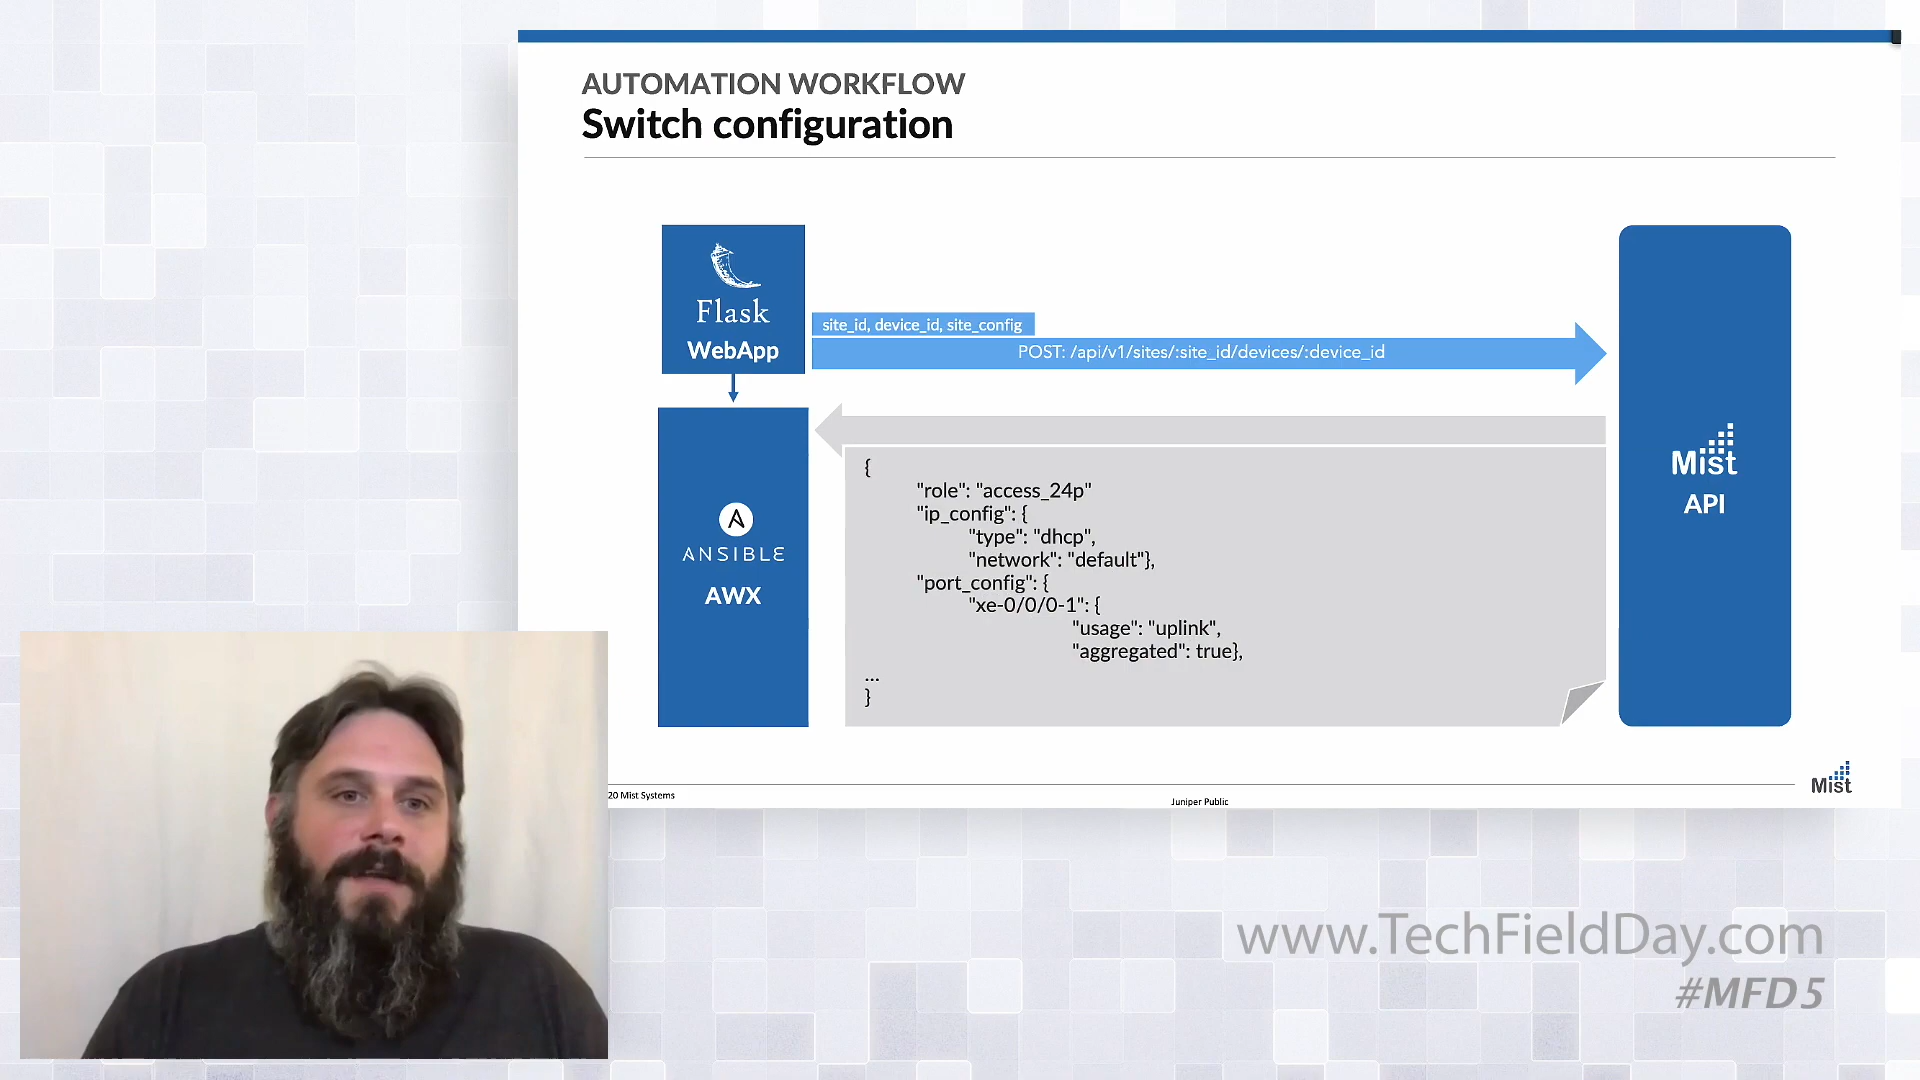 AUTOMATION WORKFLOW
Switch configuration
Flask
WebApp
site_id, device_id, site_config
POST: /api/v1/sites/:site_id/devices/:device_id
ANSIBLE
AWX
{
"role": "access_24p"
"ip_config": {
"type": "dhcp",
"network": "default"},
"port_config": {
"xe-0/0/0-1": {
"usage": "uplink",
"aggregated": true},
...
}
Mist
API
20 Mist Systems
Juniper Public
Mist
www.TechFieldDay.com
#MFD5